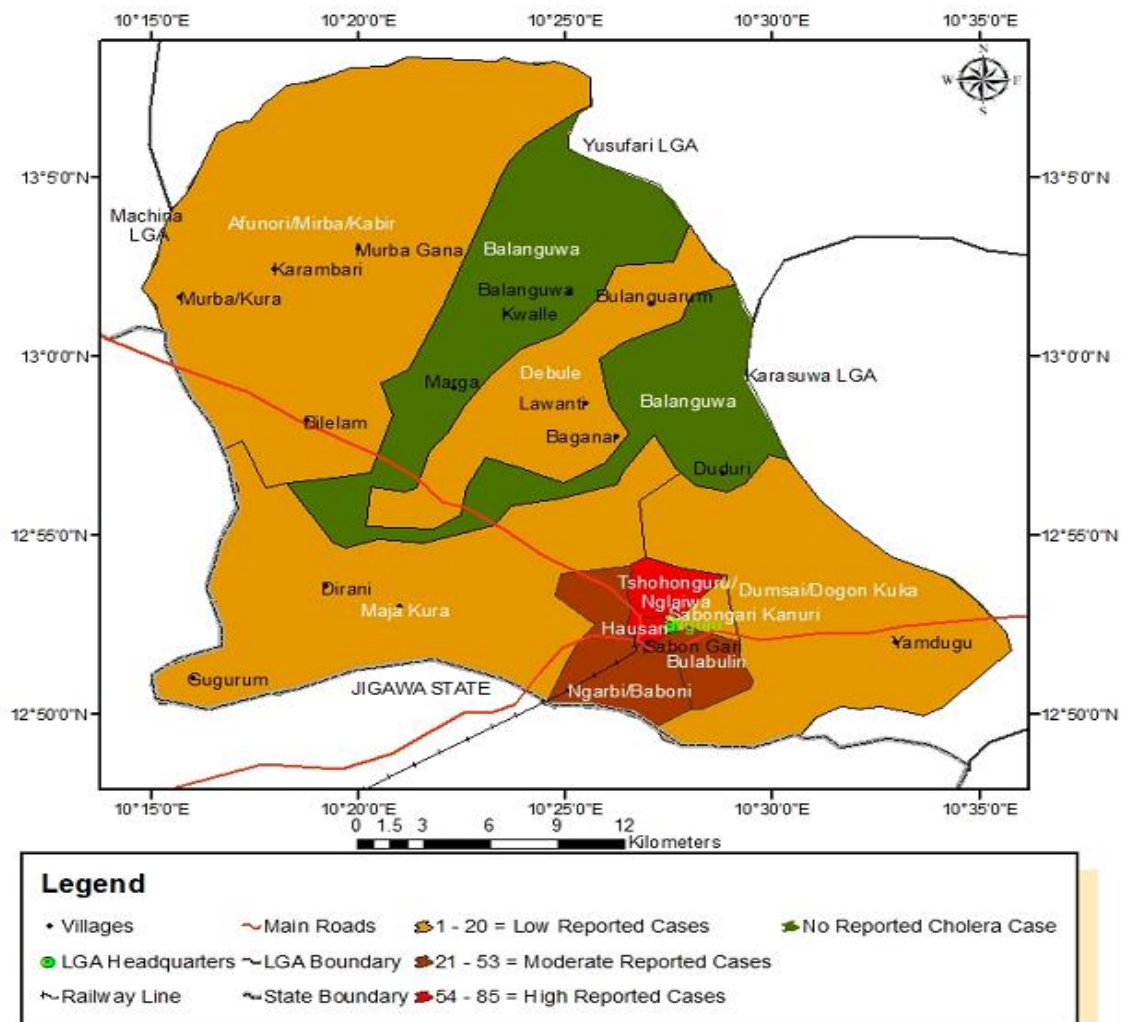 10°15'0"E 10°20'0"E 10°25'0"E 10°30'0"E 10°35'0"E
N
W E
S
Yusufari LGA
13°5'0"N 13°5'0"N
Machina
LGA
Afunori/Mirba/Kabir
Murba Gana
Balanguwa
Karambari
Balanguwa
Murba/Kura
Bulanguarum
Kwalle
13°0'0"N 13°0'0"N
Debule
Karasuwa LGA
Marga
Lawanti
Balanguwa
Bilelam
Baganar
Duduri
12°55'0"N 12°55'0"N
Dirani
Maja Kura
Tshohonguru/
Nglaiwa
Dumsai/Dogon Kuka
Sabongari Kanuri
Hausari
Sabon Gari
Yamdugu
Bulabulin
Gugurum
JIGAWA STATE
Ngarbi/Baboni
12°50'0"N 12°50'0"N
10°15'0"E 10°20'0"E 10°25'0"E 10°30'0"E 10°35'0"E
0 1.5 3 6 9 12
Kilometers
Legend
Villages Main Roads 1 - 20 = Low Reported Cases No Reported Cholera Case
LGA Headquarters LGA Boundary 21 - 53 = Moderate Reported Cases
Railway Line State Boundary 54 - 85 = High Reported Cases